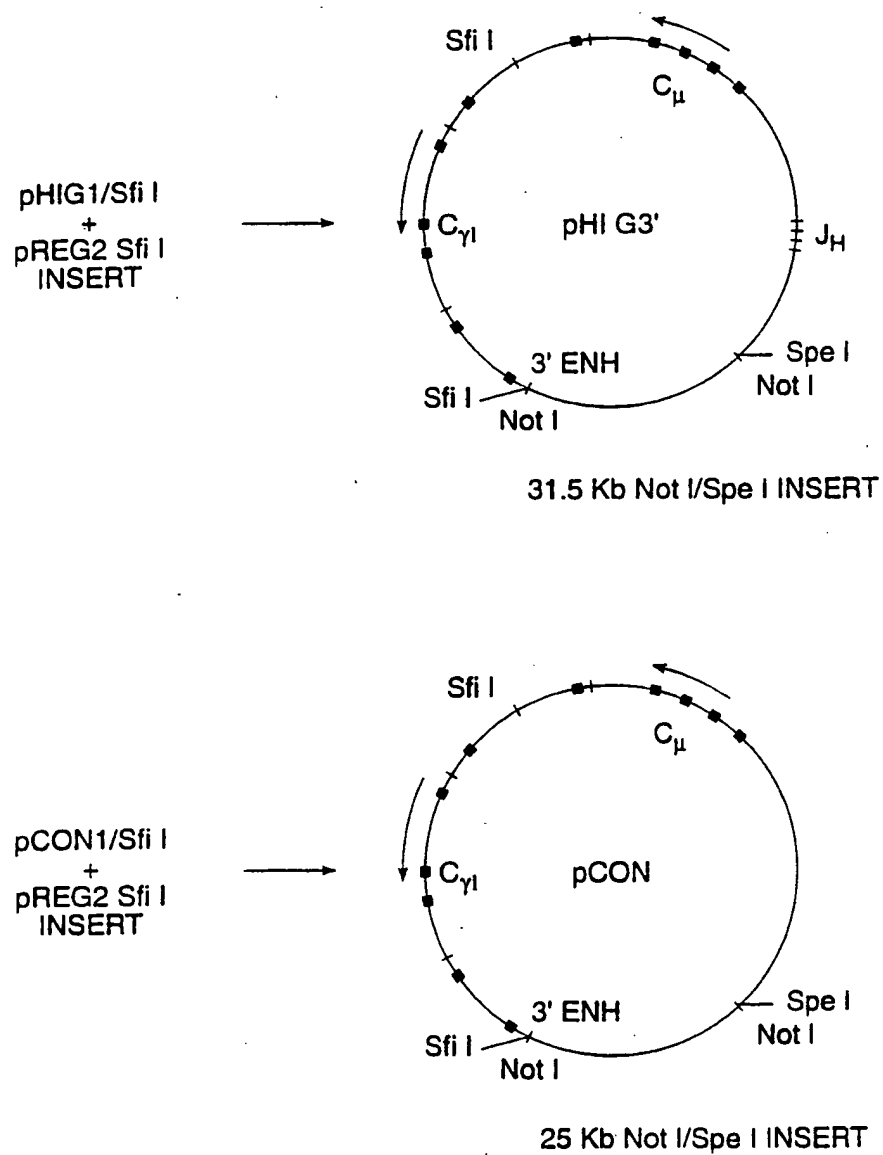 Sfi I
Cμ
pHIG1/Sfi I
+
pREG2 Sfi I
INSERT
CγI
pHI G3'
JH
3' ENH
Spe I
Sfi I
Not I
Not I
31.5 Kb Not I/Spe I INSERT
Sfi I
Cμ
pCON1/Sfi I
+
pREG2 Sfi I
INSERT
CγI
pCON
3' ENH
Spe I
Sfi I
Not I
Not I
25 Kb Not I/Spe I INSERT